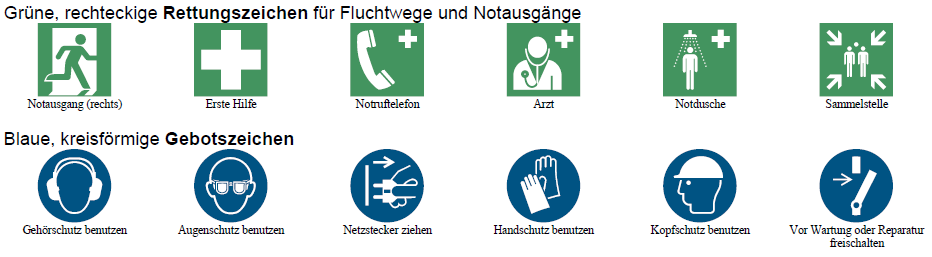 Grüne, rechteckige Rettungszeichen für Fluchtwege und Notausgänge
Notausgang (rechts)
Erste Hilfe
Notruftelefon
Arzt
Notdusche
Sammelstelle
Blaue, kreisförmige Gebotszeichen
Gehörschutz benutzen
Augenschutz benutzen
Netzstecker ziehen
Handschutz benutzen
Kopfschutz benutzen
Vor Wartung oder Reparatur
freischalten